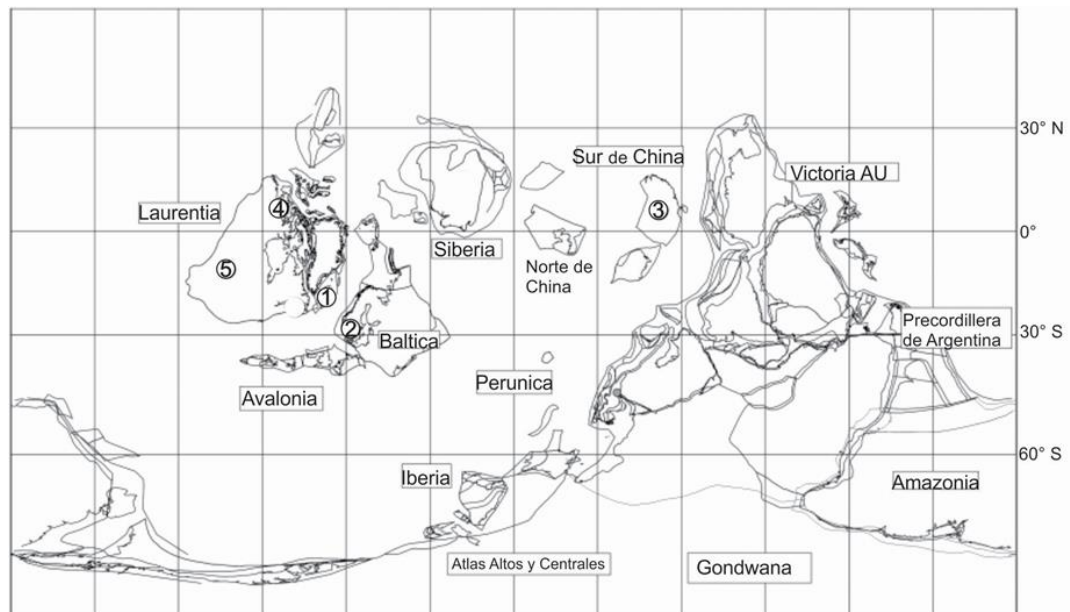 30° N
Sur de China
Victoria AU
Laurentia
④
③
0°
Siberia
⑤
Norte de
China
①
②
Baltica
Precordillera
de Argentina
30° S
Perunica
Avalonia
60° S
Iberia
Amazonia
Atlas Altos y Centrales
Gondwana